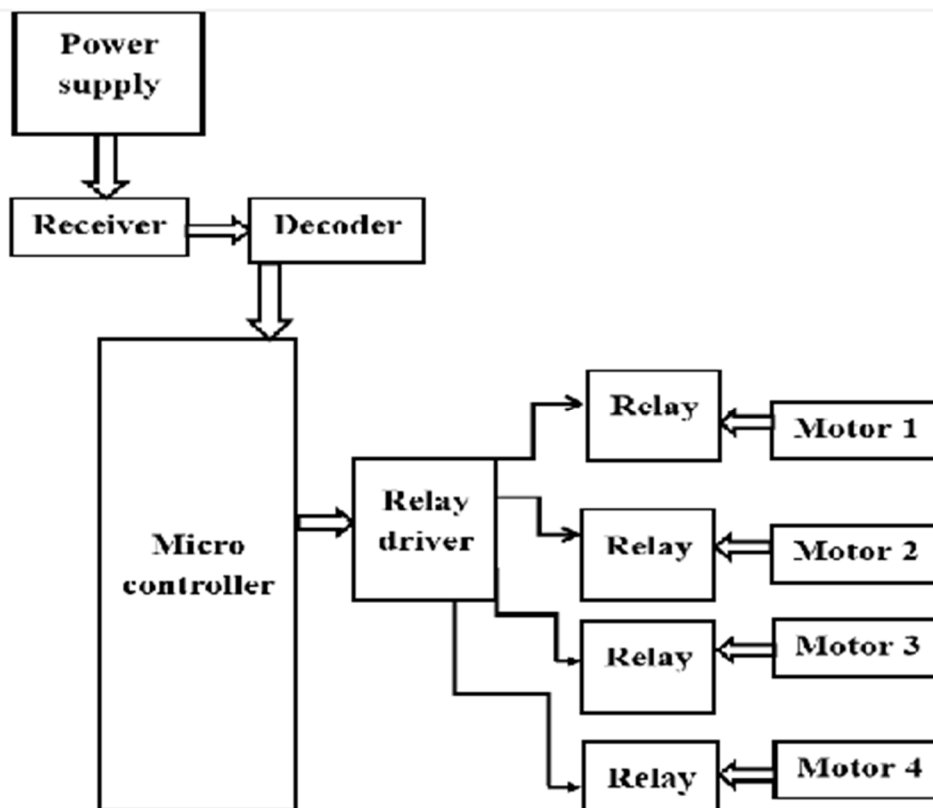 Power
supply
Receiver
Decoder
Micro
controller
Relay
driver
Relay
Motor 1
Relay
Motor 2
Relay
Motor 3
Relay
Motor 4